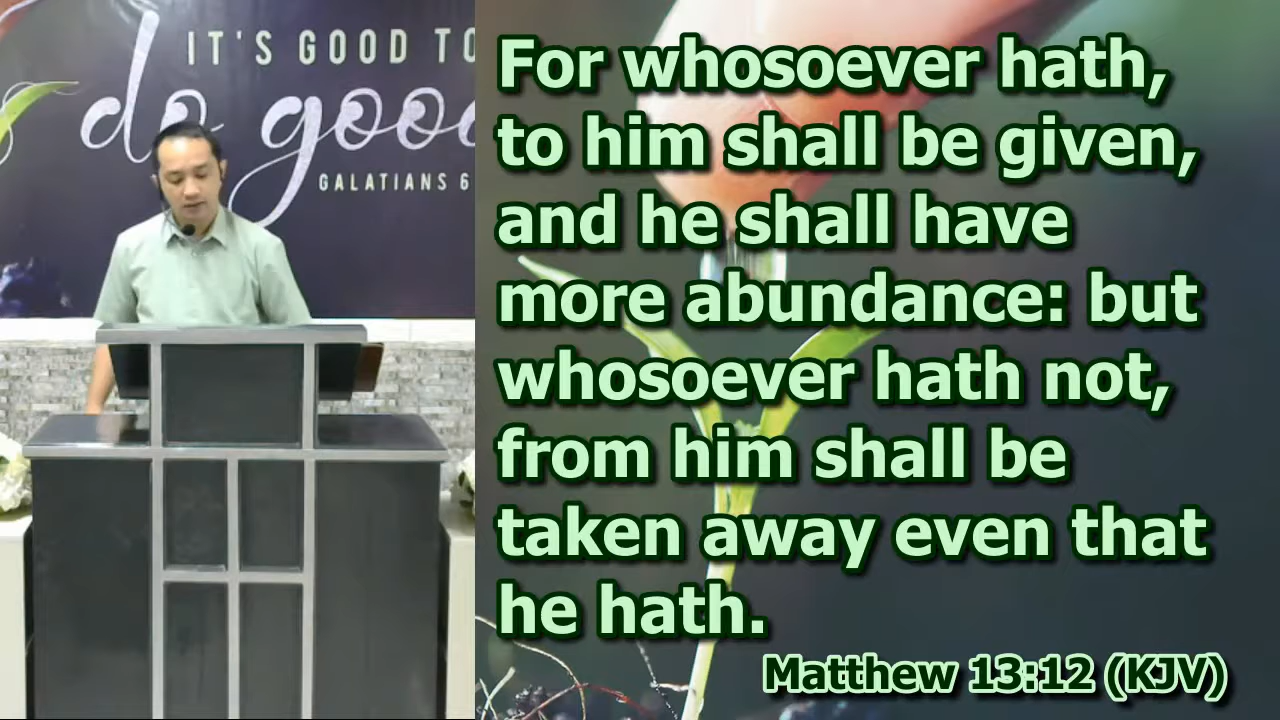 IT'S GOOD TO
do good
GALATIANS 6
For whosoever hath,
to him shall be given,
and he shall have
more abundance: but
whosoever hath not,
from him shall be
taken away even that
he hath.
Matthew 13:12 (KJV)